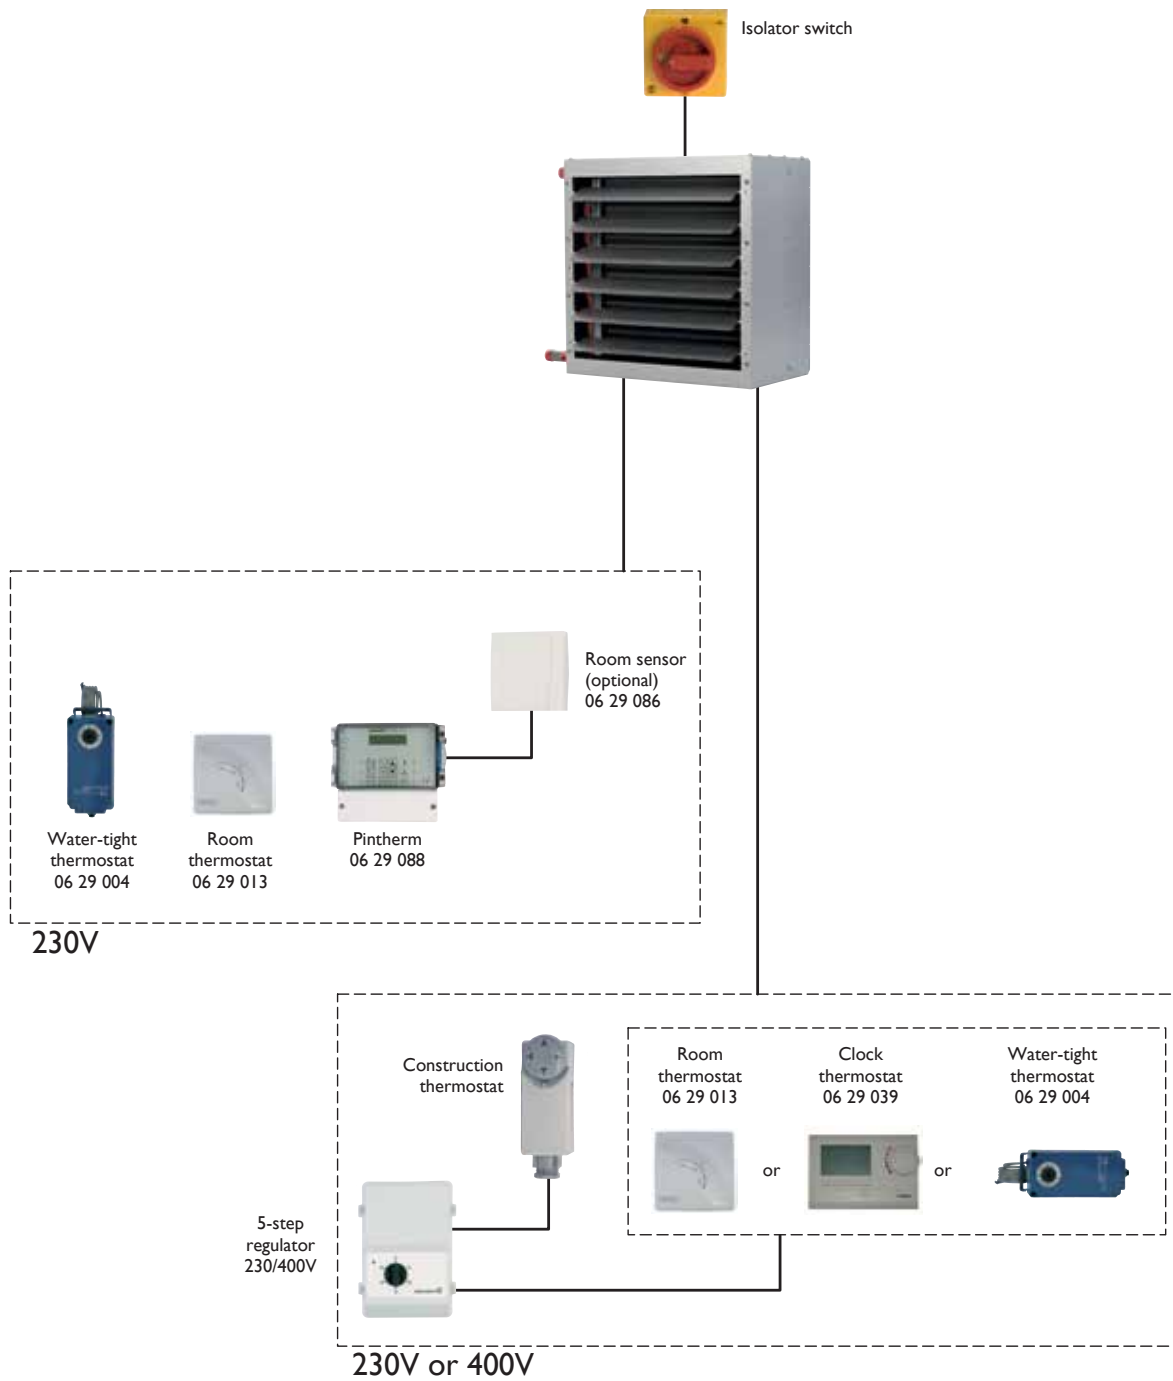 Isolator switch
Room sensor
(optional)
06 29 086
Water-tight
thermostat
06 29 004
Room
thermostat
06 29 013
Pintherm
06 29 088
230V
Construction
thermostat
Room
thermostat
06 29 013
Clock
thermostat
06 29 039
Water-tight
thermostat
06 29 004
or
or
5-step
regulator
230/400V
230V or 400V